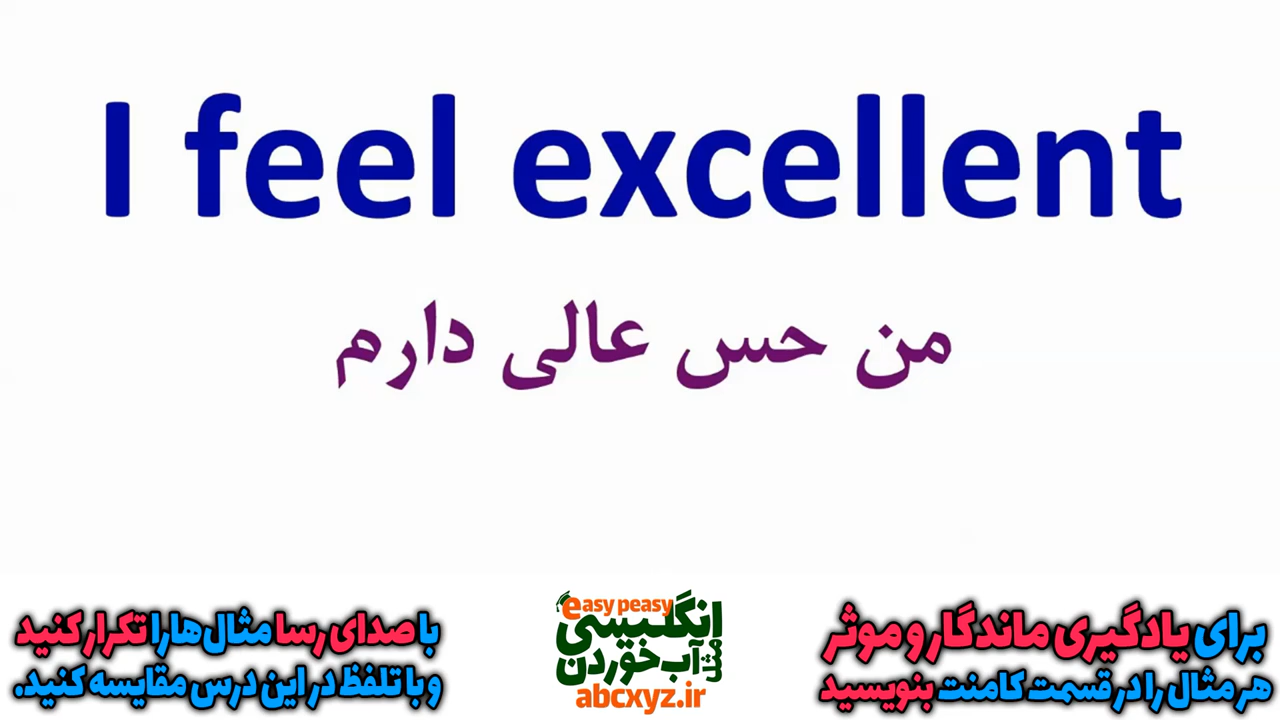 I feel excellent
من حس عالی دارم
برای یادگیری ماندگار و موثر
هر مثال را در قسمت کامنت بنویسید
easy peasy
انگلیسی
مثل
آب خوردن
abcxyz.ir
با صدای رسا مثال‌ها را تکرار کنید
و با تلفظ در این درس مقایسه کنید.